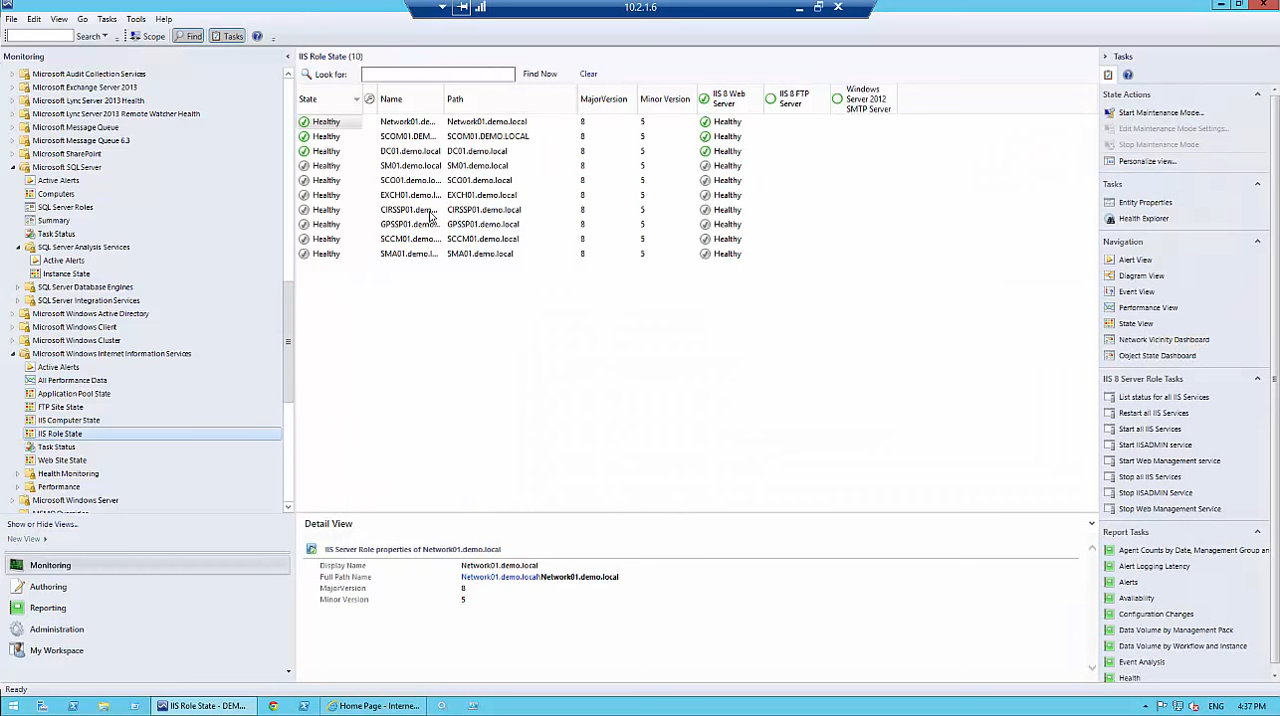 10.2.1.6
File Edit View Go Tasks Tools Help
Search Scope Find Tasks
Monitoring
Microsoft Audit Collection Services
Microsoft Exchange 2013
Microsoft Lync Server 2013 Health
Microsoft Lync Server 2013 Remote Watcher Health
Microsoft Message Queue
Microsoft Message Queue 6.3
Microsoft SharePoint
Microsoft SQL Server
Active Alerts
Computers
SQL Server Roles
Summary
Task Status
SQL Server Analysis Services
Active Alerts
Instance State
SQL Server Database Engines
SQL Server Integration Services
Microsoft Windows Active Directory
Microsoft Windows Client
Microsoft Windows Cluster
Microsoft Windows Internet Information Services
Active Alerts
All Performance Data
Application Pool State
FTP Site State
IIS Computer State
IIS Role State
Task Status
Web Site State
Health Monitoring
Performance
Microsoft Windows Server
Show or Hide Views...
New View
Monitoring
Authoring
Reporting
Administration
My Workspace
IIS Role State (10)
Look for: Find Now Clear
State Name Path MajorVersion Minor Version IIS 8 Web Server IIS 8 FTP Server Windows Server 2012 SMTP Server
Healthy Network01.de... Network01.demo.local 8 5 Healthy
Healthy SCOM01.DEM... SCOM01.DEMO.LOCAL 8 5 Healthy
Healthy DC01.demo.local DC01.demo.local 8 5 Healthy
Healthy SM01.demo.local SM01.demo.local 8 5 Healthy
Healthy SCO01.demo.lo... SCO01.demo.local 8 5 Healthy
Healthy EXCH01.demo.l... EXCH01.demo.local 8 5 Healthy
Healthy CIRSSP01.dem... CIRSSP01.demo.local 8 5 Healthy
Healthy GPSSP01.demo... GPSSP01.demo.local 8 5 Healthy
Healthy SCCM01.demo.... SCCM01.demo.local 8 5 Healthy
Healthy SMA01.demo.l... SMA01.demo.local 8 5 Healthy
Detail View
IIS Server Role properties of Network01.demo.local
Display Name Network01.demo.local
Full Path Name Network01.demo.local\Network01.demo.local
MajorVersion 8
Minor Version 5
Tasks
State Actions
Start Maintenance Mode...
Edit Maintenance Mode Settings...
Stop Maintenance Mode
Personalize view...
Tasks
Entity Properties
Health Explorer
Navigation
Alert View
Diagram View
Event View
Performance View
State View
Network Vicinity Dashboard
Object State Dashboard
IIS 8 Server Role Tasks
List status for all IIS Services
Restart all IIS Services
Start all IIS Services
Start IISADMIN service
Start Web Management service
Stop all IIS Services
Stop IISADMIN Service
Stop Web Management Service
Report Tasks
Agent Counts by Date, Management Group an
Alert Logging Latency
Alerts
Availability
Configuration Changes
Data Volume by Management Pack
Data Volume by Workflow and Instance
Event Analysis
Health
Ready
IIS Role State - DEM... Home Page - Interne... ENG 4:37 PM